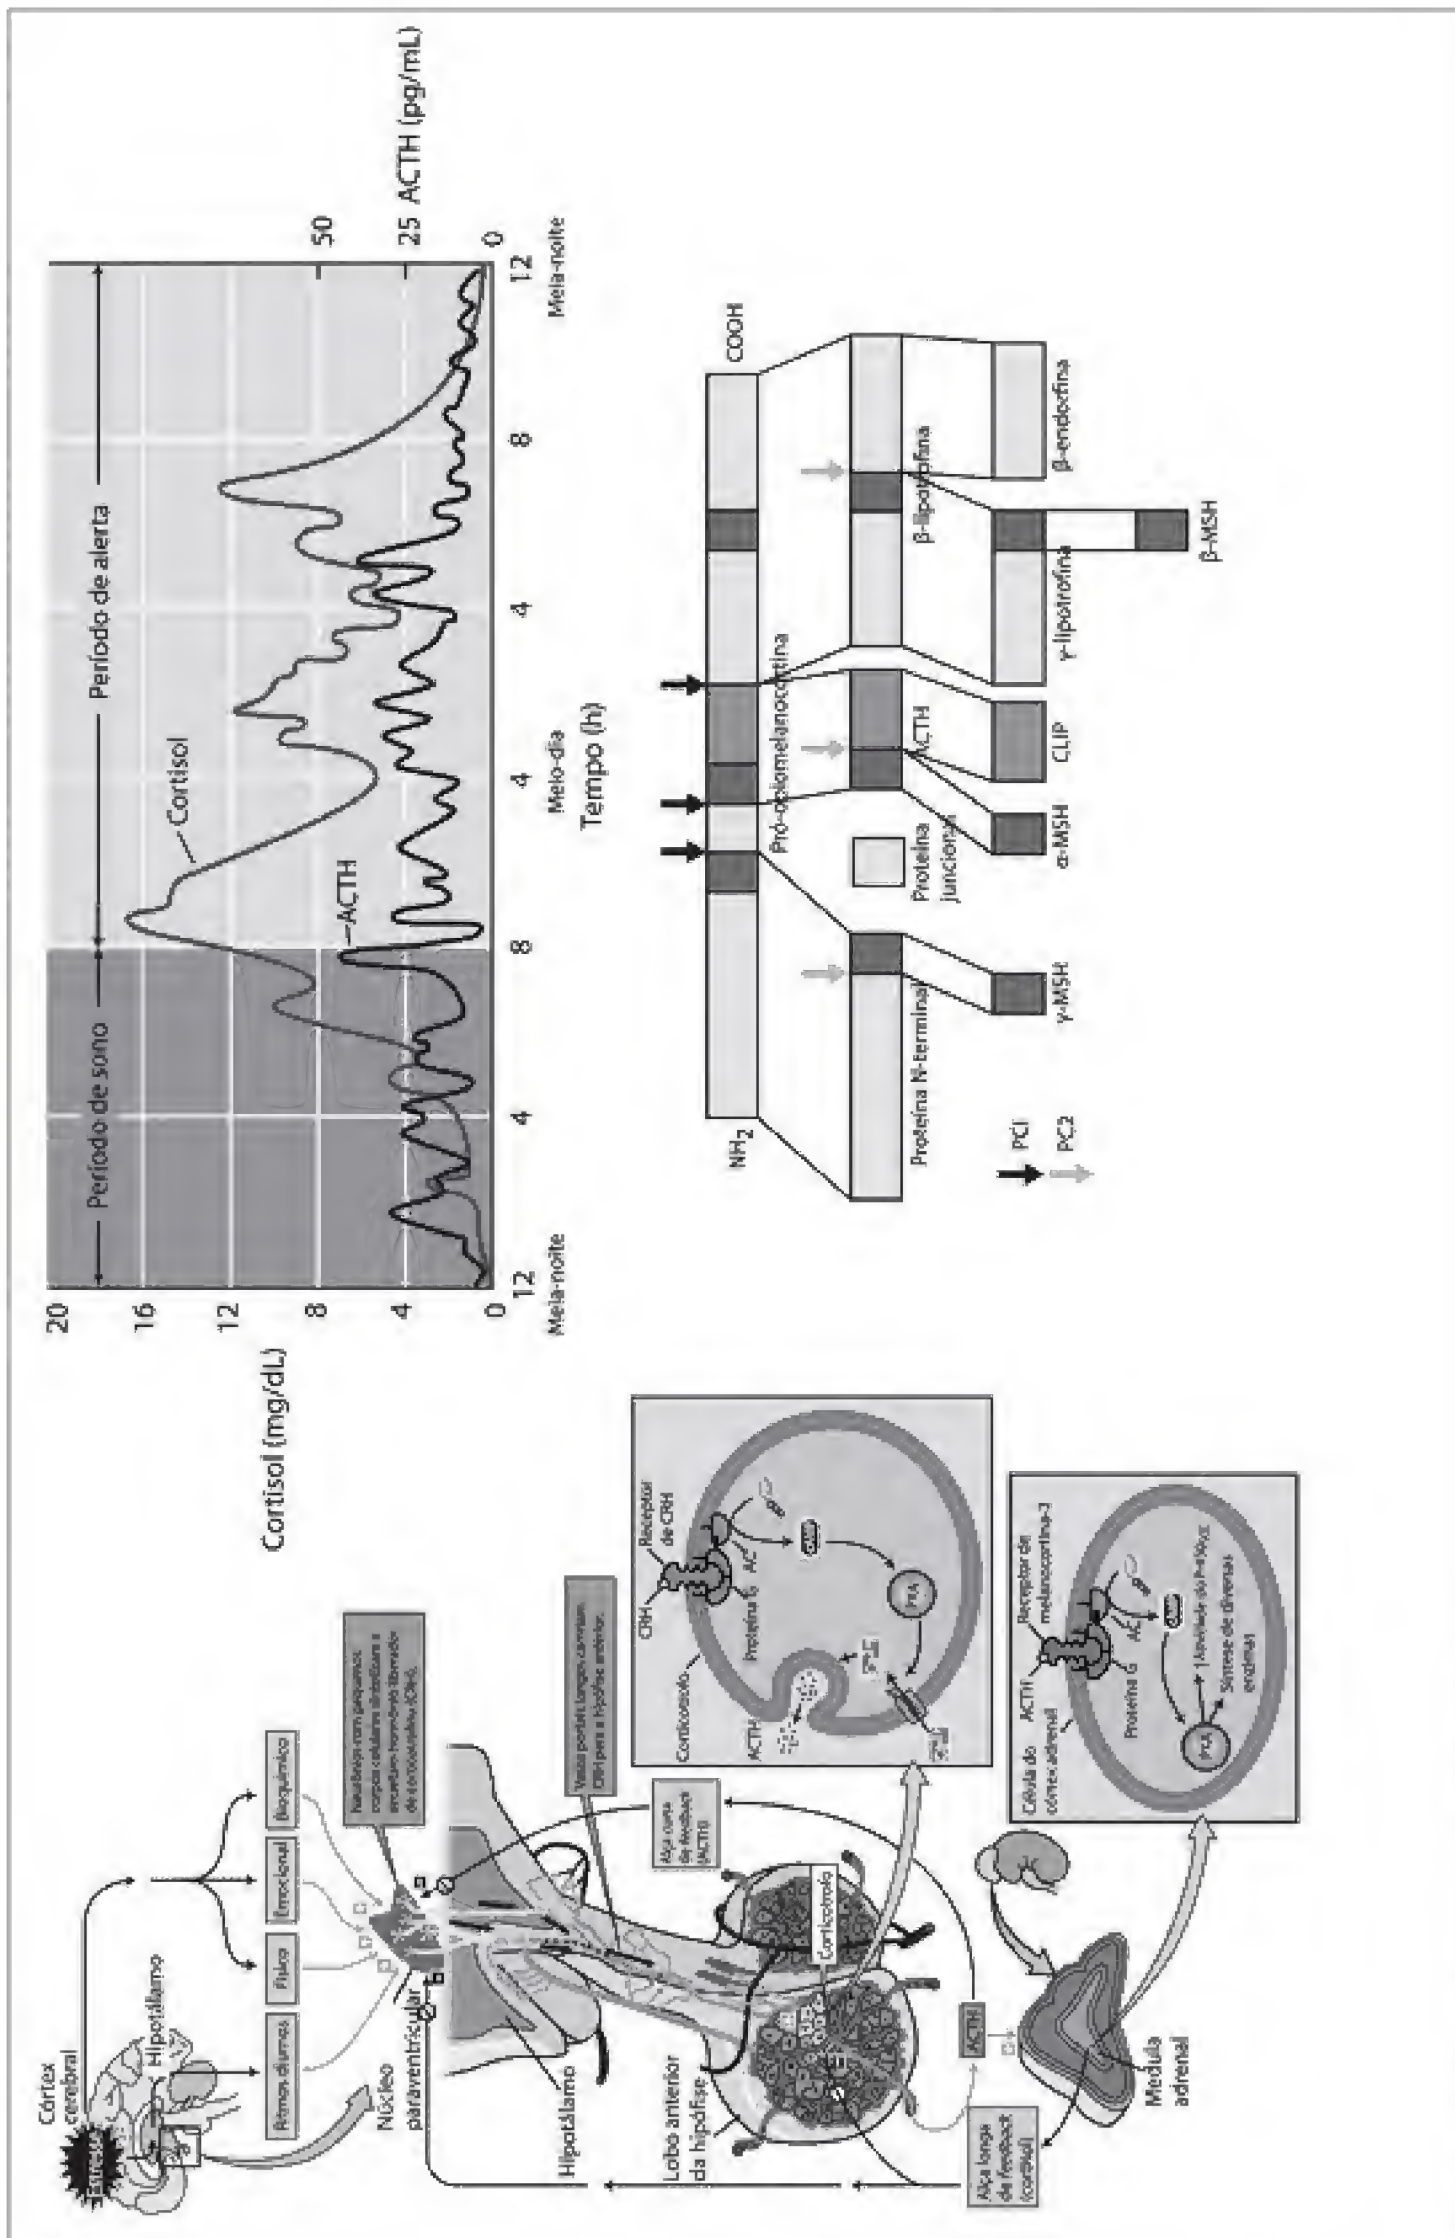 Córtex
cerebral
Estresse
Hipotálamo
Ritmos diurnos
Físico
Emocional
Bioquímico
Núcleo
paraventricular
Neurônios com pequenos
corpos celulares sintetizam e
secretam hormônio liberador
de corticotrofina (CRH).
Hipotálamo
Vasos portais longos carreiam
CRH para a hipófise anterior.
Lobo anterior
da hipófise
Corticotrofo
Alça curta
de feedback
(ACTH)
ACTH
Alça longa
de feedback
(cortisol)
Medula
adrenal
CRH
Receptor
de CRH
Corticotrofo
Proteína G
AC
ACTH
PKA
Célula do
córtex adrenal
ACTH
Receptor de
melanocortina-2
Proteína G
AC
PKA
Síntese de diversas
enzimas
Cortisol (mg/dL)
20
16
12
8
4
0
Período de sono
Período de alerta
Cortisol
ACTH
50
25
0
ACTH (pg/mL)
12
4
8
4
4
8
12
Meia-noite
Meio-dia
Meia-noite
Tempo (h)
NH2
COOH
Pró-opiomelanocortina
Proteína N-terminal
Proteína
juncional
ACTH
β-lipotrofina
γ-MSH
α-MSH
CLIP
γ-lipotrofina
β-endorfina
β-MSH
PCI
PC2